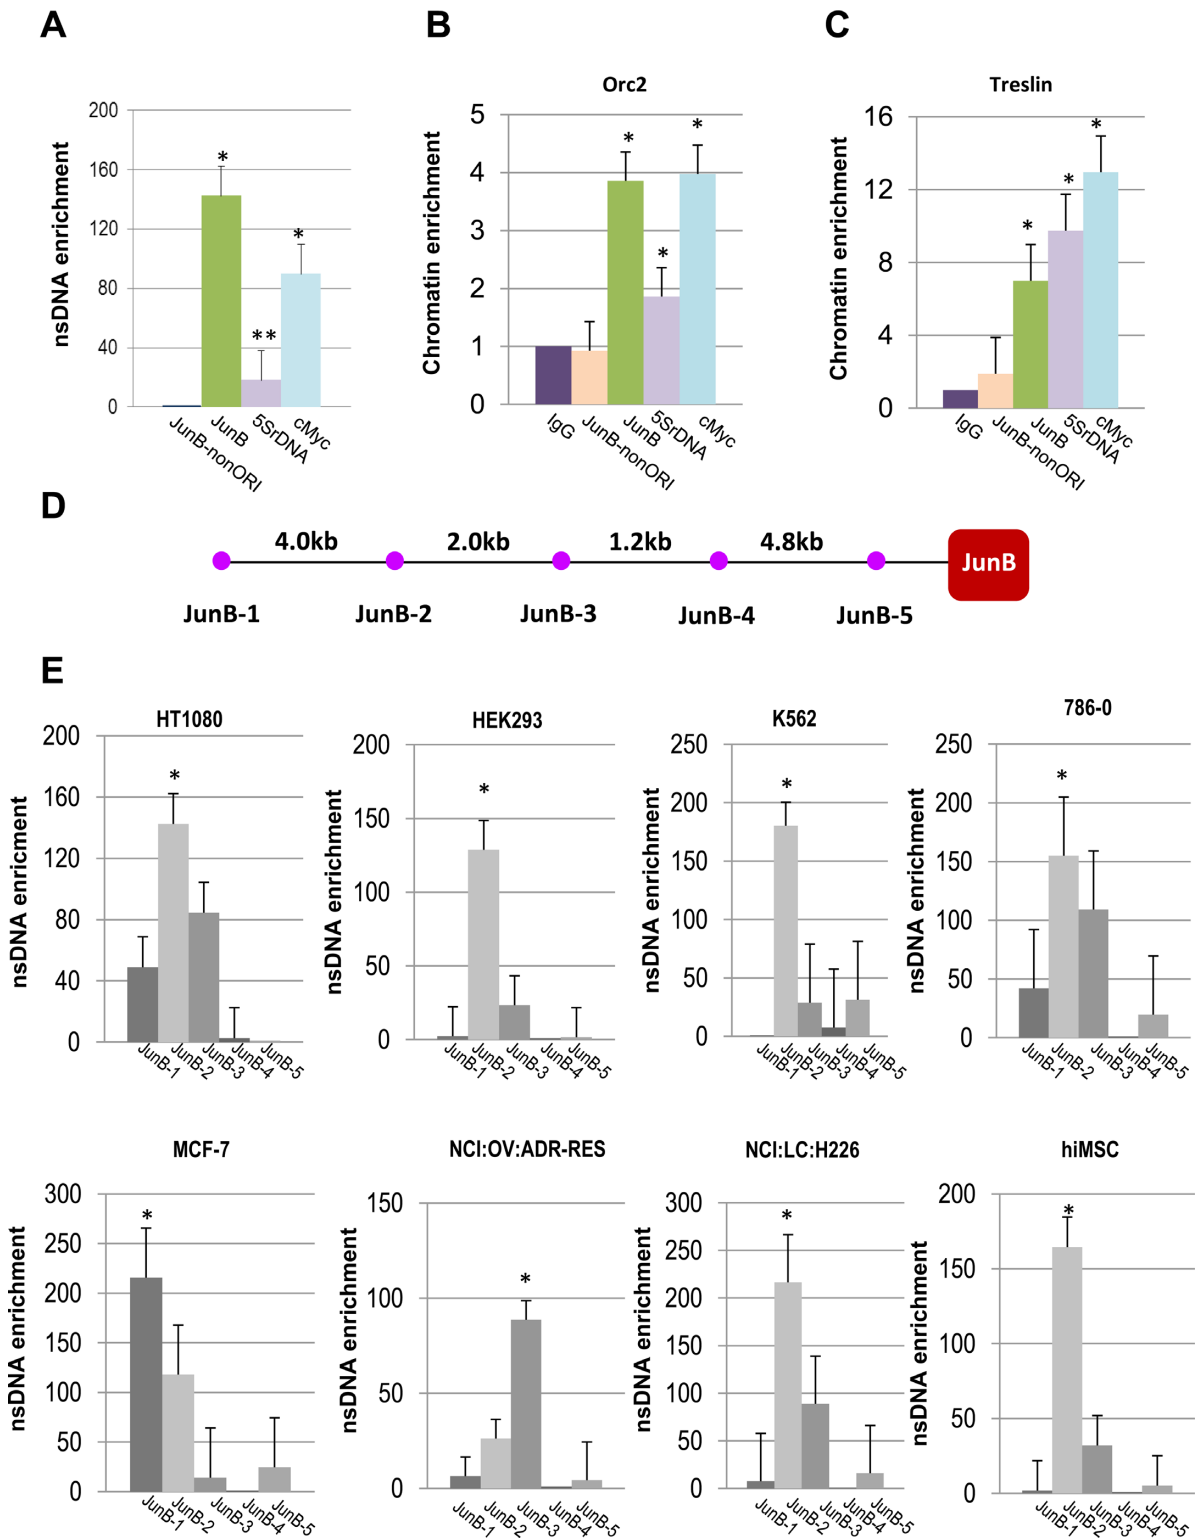 A
B
C
nsDNA enrichment
200
160
120
80
40
0
*
**
*
JunB-nonORI
JunB
5SrDNA
cMyc
Orc2
Chromatin enrichment
5
4
3
2
1
0
*
*
*
IgG
JunB-nonORI
JunB
5SrDNA
cMyc
Treslin
Chromatin enrichment
16
12
8
4
0
*
*
*
IgG
JunB-nonORI
JunB
5SrDNA
cMyc
D
4.0kb
2.0kb
1.2kb
4.8kb
JunB
JunB-1
JunB-2
JunB-3
JunB-4
JunB-5
E
HT1080
nsDNA enricment
200
160
120
80
40
0
*
JunB-1
JunB-2
JunB-3
JunB-4
JunB-5
HEK293
nsDNA enrichment
200
150
100
50
0
*
JunB-1
JunB-2
JunB-3
JunB-4
JunB-5
K562
nsDNA enrichment
250
200
150
100
50
0
*
JunB-1
JunB-2
JunB-3
JunB-4
JunB-5
786-0
nsDNA enrichment
250
200
150
100
50
0
*
JunB-1
JunB-2
JunB-3
JunB-4
JunB-5
MCF-7
nsDNA enrichment
300
250
200
150
100
50
0
*
JunB-1
JunB-2
JunB-3
JunB-4
JunB-5
NCI:OV:ADR-RES
nsDNA enrichment
150
100
50
0
*
JunB-1
JunB-2
JunB-3
JunB-4
JunB-5
NCI:LC:H226
nsDNA enrichment
300
250
200
150
100
50
0
*
JunB-1
JunB-2
JunB-3
JunB-4
JunB-5
hiMSC
nsDNA enrichment
200
150
100
50
0
*
JunB-1
JunB-2
JunB-3
JunB-4
JunB-5